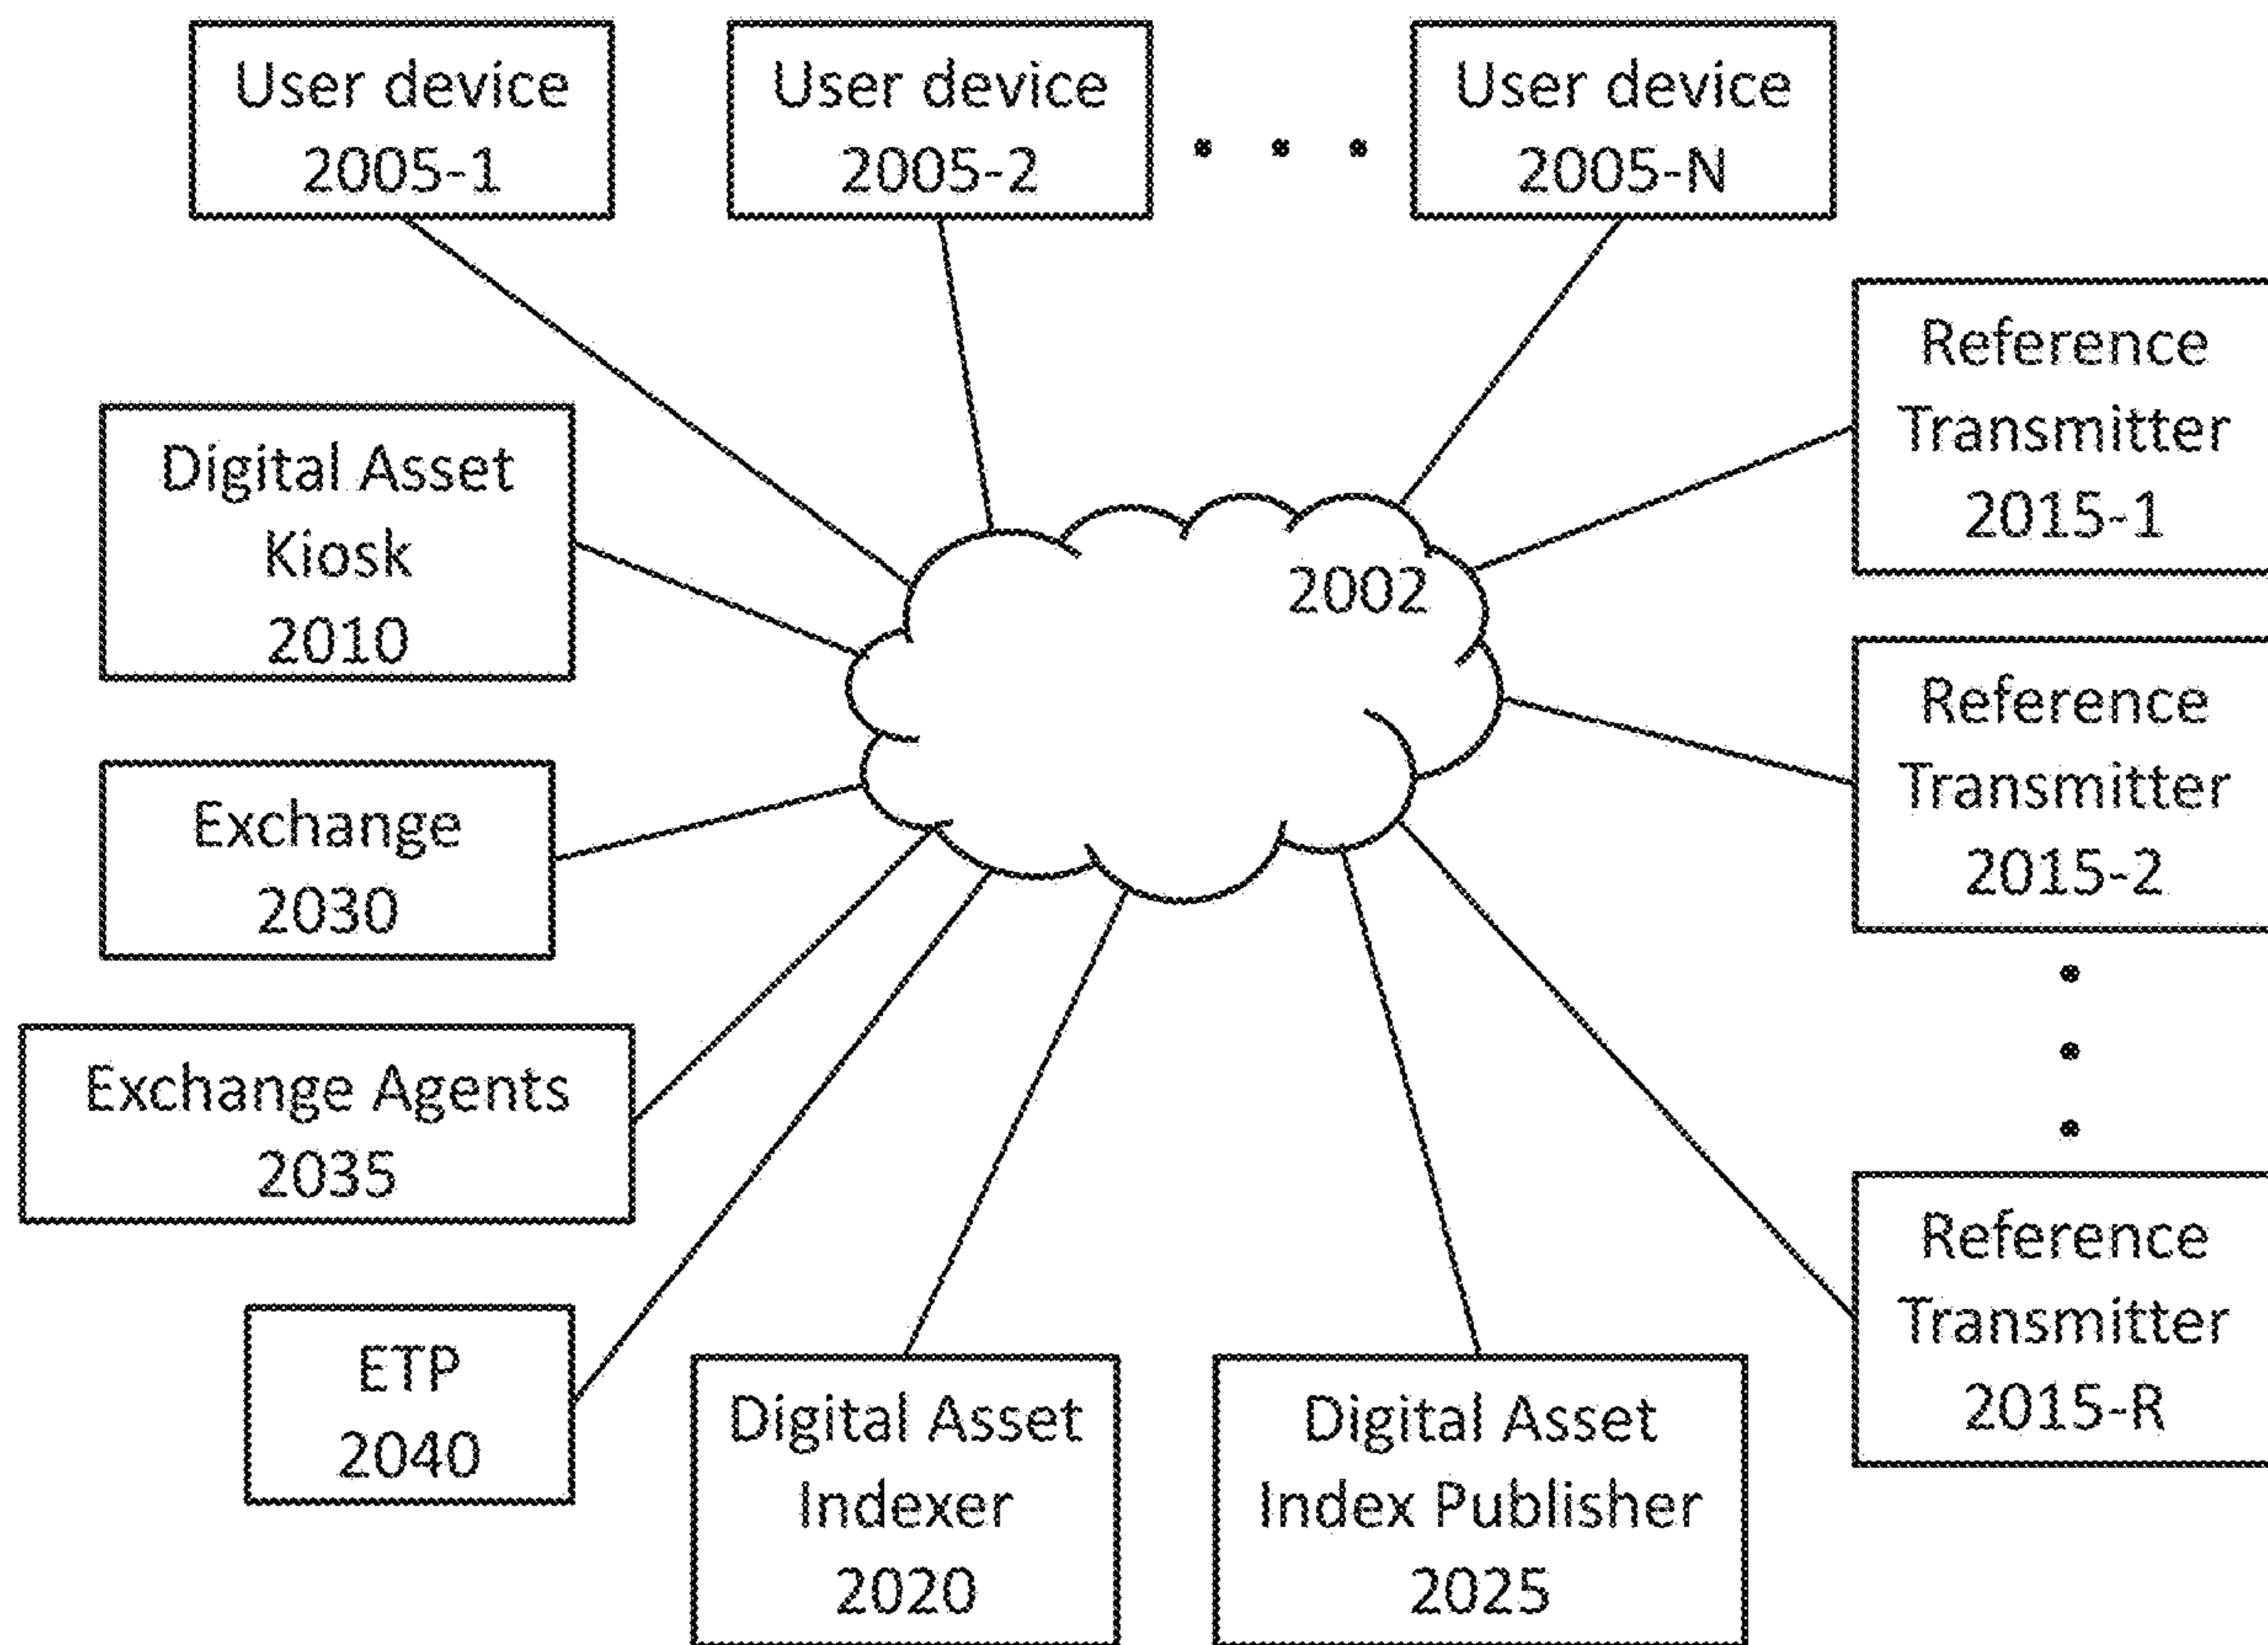 User device
2005-1
User device
2005-2
User device
2005-N
Reference
Transmitter
2015-1
Digital Asset
Kiosk
2010
2002
Reference
Transmitter
2015-2
Exchange
2030
Exchange Agents
2035
Reference
Transmitter
2015-R
ETP
2040
Digital Asset
Indexer
2020
Digital Asset
Index Publisher
2025